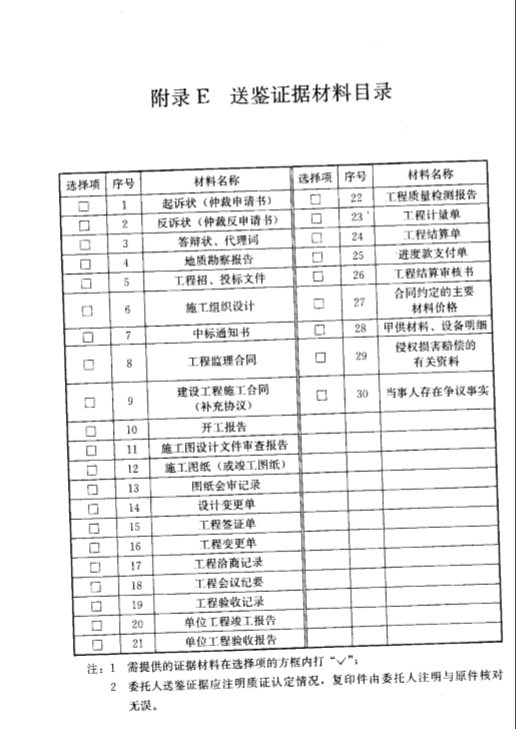 附录 E　送鉴证据材料目录
选择项 序号 材料名称 选择项 序号 材料名称
□ 1 起诉状（仲裁申请书） □ 22 工程质量检测报告
□ 2 反诉状（仲裁反申请书） □ 23 工程计量单
□ 3 答辩状、代理词 □ 24 工程结算单
□ 4 地质勘察报告 □ 25 进度款支付单
□ 5 工程招、投标文件 □ 26 工程结算审核书
□ 6 施工组织设计 □ 27 合同约定的主要
材料价格
□ 7 中标通知书 □ 28 甲供材料、设备明细
□ 8 工程监理合同 □ 29 侵权损害赔偿的
有关资料
□ 9 建设工程施工合同
（补充协议） □ 30 当事人存在争议事实
□ 10 开工报告
□ 11 施工图设计文件审查报告
□ 12 施工图纸（或竣工图纸）
□ 13 图纸会审记录
□ 14 设计变更单
□ 15 工程签证单
□ 16 工程变更单
□ 17 工程洽商记录
□ 18 工程会议纪要
□ 19 工程验收记录
□ 20 单位工程竣工报告
□ 21 单位工程验收报告
注：1 需提供的证据材料在选择项的方框内打“√”；
2 委托人送鉴证据应注明质证认定情况，复印件由委托人注明与原件核对
无误。